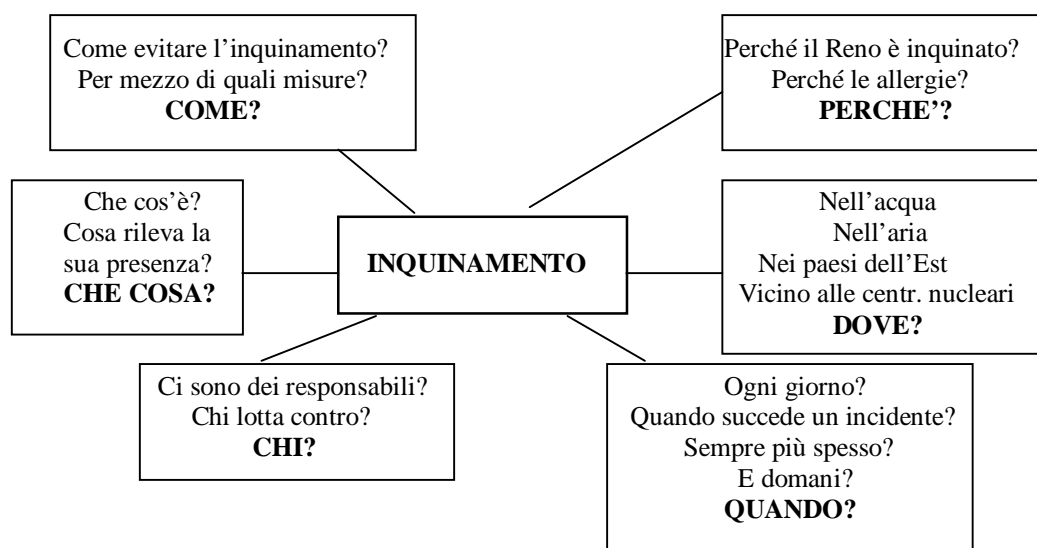 Come evitare l’inquinamento?
Per mezzo di quali misure?
COME?
Perché il Reno è inquinato?
Perché le allergie?
PERCHE’?
Che cos’è?
Cosa rileva la
sua presenza?
CHE COSA?
INQUINAMENTO
Nell’acqua
Nell’aria
Nei paesi dell’Est
Vicino alle centr. nucleari
DOVE?
Ci sono dei responsabili?
Chi lotta contro?
CHI?
Ogni giorno?
Quando succede un incidente?
Sempre più spesso?
E domani?
QUANDO?